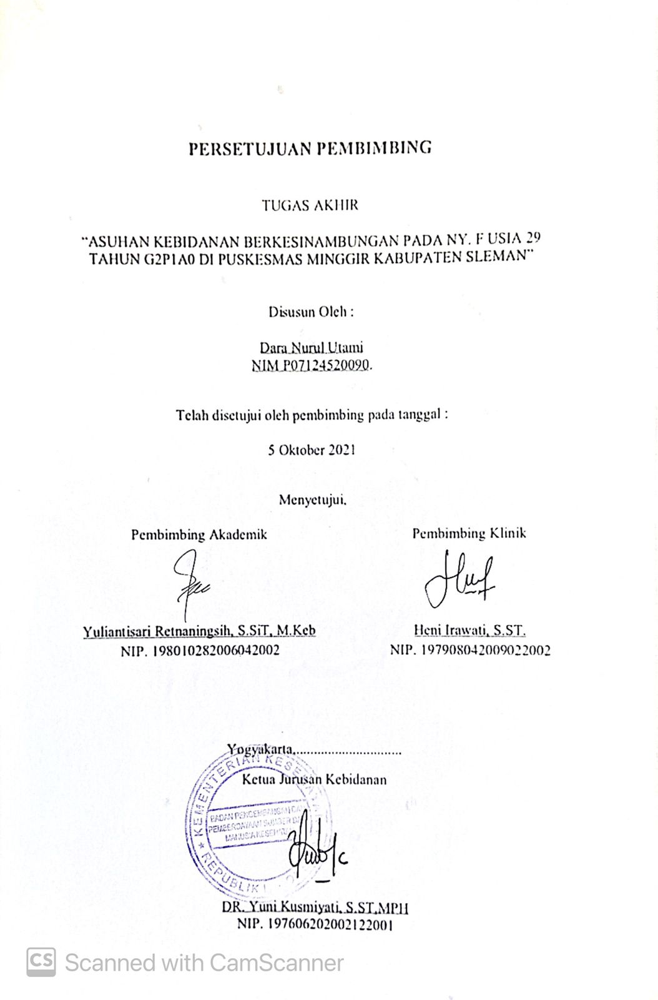 PERSETUJUAN PEMBIMBING
TUGAS AKHIR
"ASUHAN KEBIDANAN BERKESINAMBUNGAN PADA NY. F USIA 29
TAHUN G2P1A0 DI PUSKESMAS MINGGIR KABUPATEN SLEMAN"
Disusun Oleh :
Dara Nurul Utami
NIM P07124520090.
Telah disetujui oleh pembimbing pada tanggal :
5 Oktober 2021
Menyetujui.
Pembimbing Akademik
Pembimbing Klinik
Yuliantisari Retnaningsih, S.SiT, M.Keb
Heni Irawati, S.ST.
NIP. 198010282006042002
NIP. 197908042009022002
Yogyakarta,..............................
Ketua Jurusan Kebidanan
KEMENTERIAN KESEHATAN
BADAN PENGEMBANGAN DAN
PEMBERDAYAAN SUMBER DAYA
MANUSIA KESEHATAN
REPUBLIK
DR. Yuni Kusmiyati, S.ST,MPH
NIP. 197606202002122001
CS Scanned with CamScanner